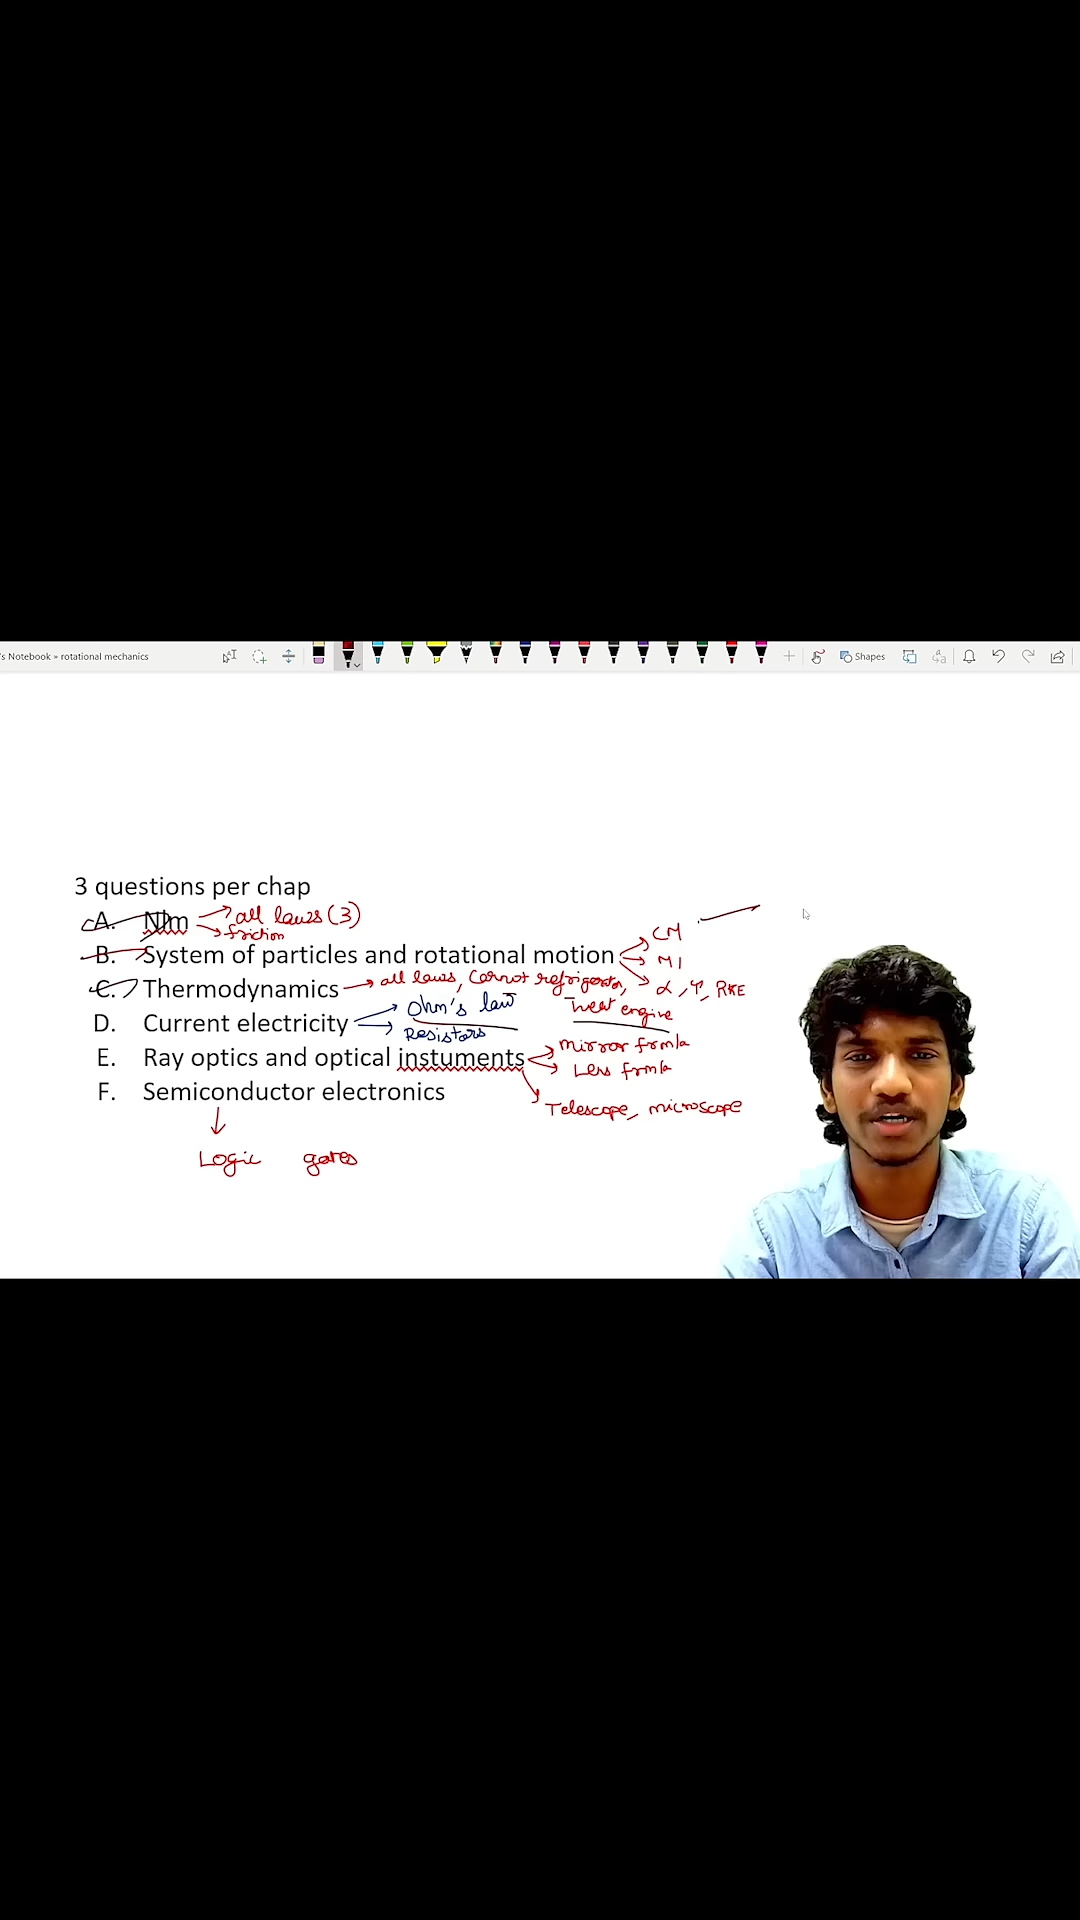 's Notebook » rotational mechanics
Shapes
3 questions per chap
A. Nlm → all laws (3)
→ friction
B. System of particles and rotational motion → CM
→ MI
→ α, τ, RKE
C. Thermodynamics → all laws, Carnot refrigerator,
heat engine
D. Current electricity → Ohm's law
→ Resistors
E. Ray optics and optical instuments → mirror formla
→ Lens formla
→ Telescope, microscope
F. Semiconductor electronics
Logic gates